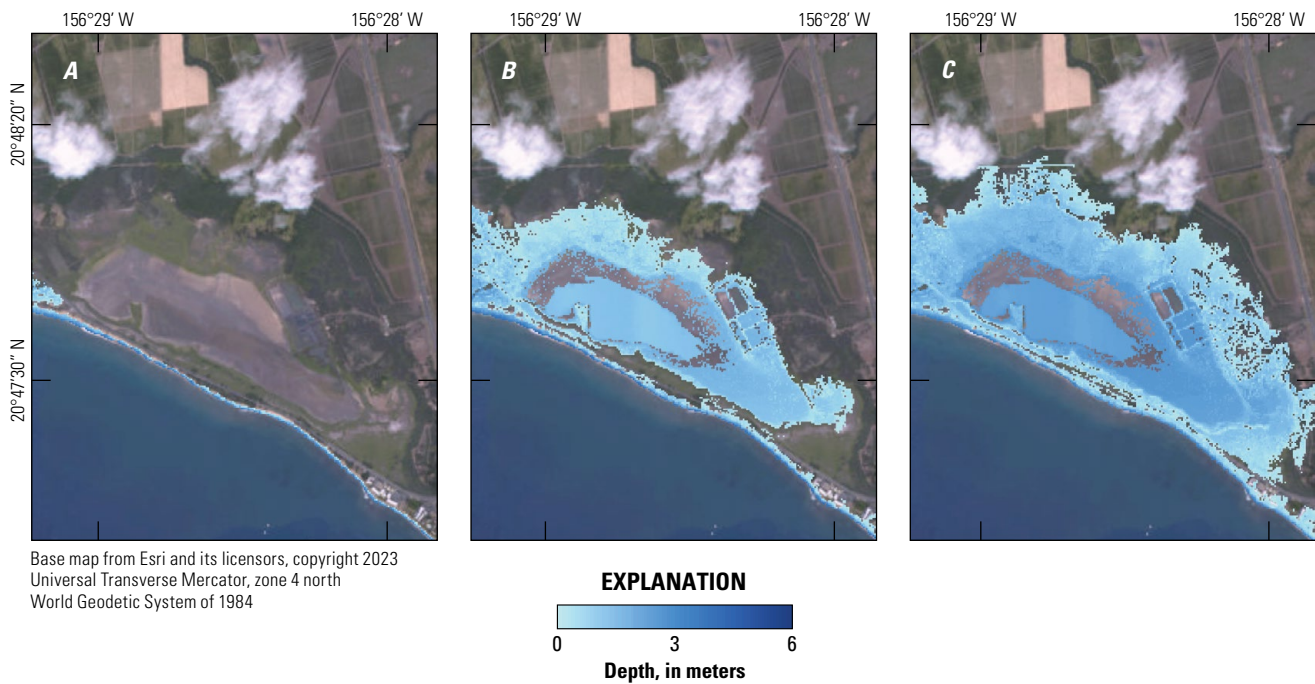 156°29' W 156°28' W 156°29' W 156°28' W 156°29' W 156°28' W
A B C
20°48'20" N
20°47'30" N
Base map from Esri and its licensors, copyright 2023
Universal Transverse Mercator, zone 4 north
World Geodetic System of 1984
EXPLANATION
0 3 6
Depth, in meters